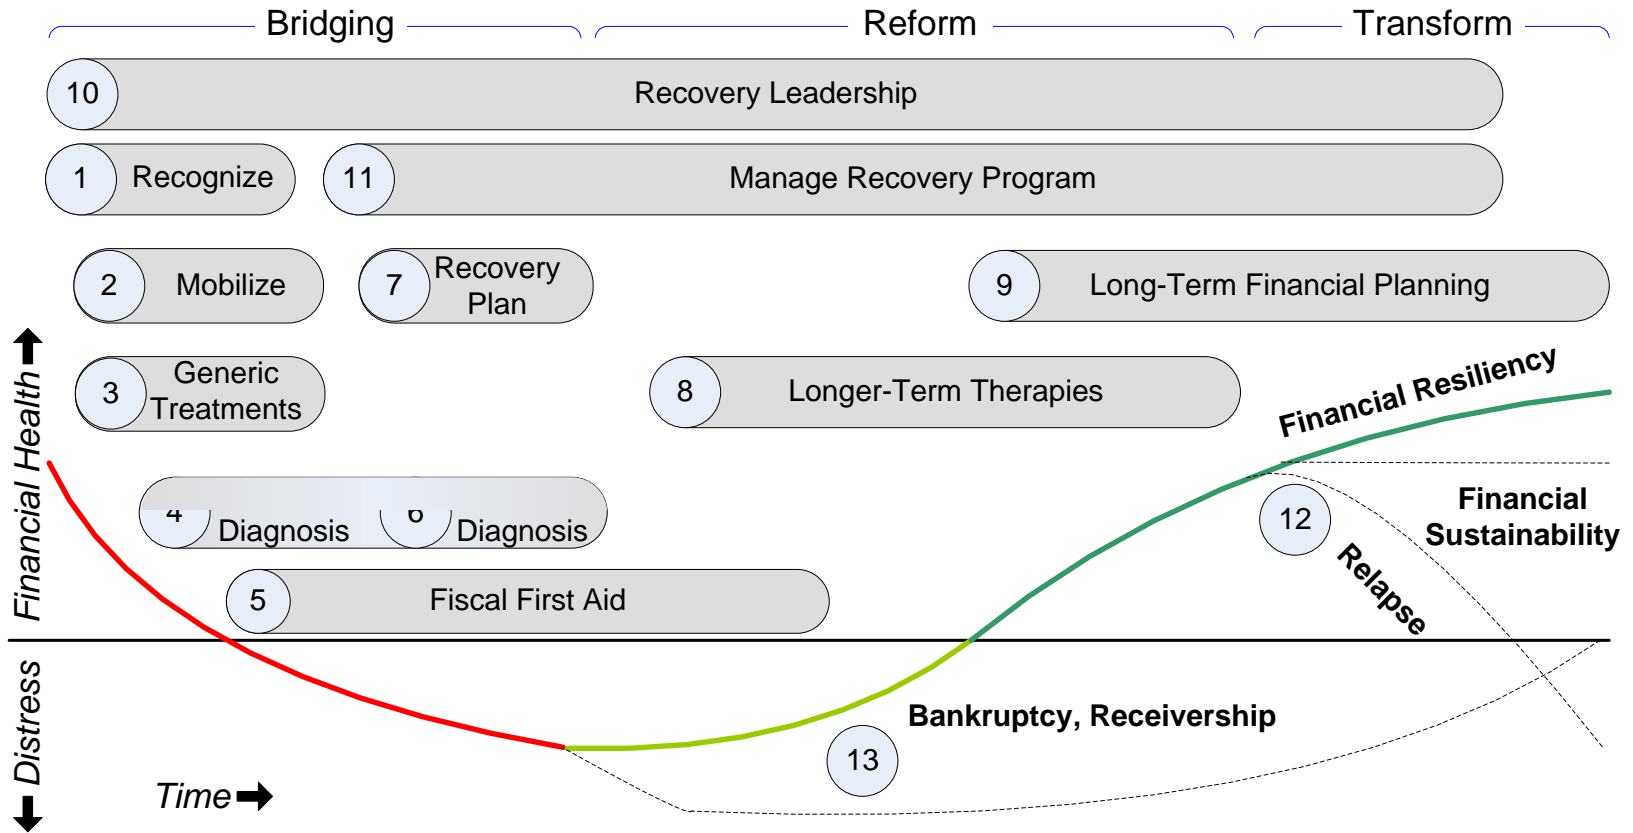 Bridging
Reform
Transform
10
Recovery Leadership
1
Recognize
11
Manage Recovery Program
2
Mobilize
7
Recovery
Plan
9
Long-Term Financial Planning
3
Generic
Treatments
8
Longer-Term Therapies
4
Diagnosis
6
Diagnosis
5
Fiscal First Aid
Financial Health
Distress
Time
Financial Resiliency
12
Financial
Sustainability
Relapse
Bankruptcy, Receivership
13